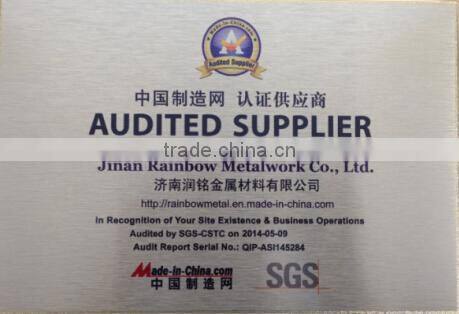 Made-in-China.com
Audited Supplier
中国制造网 认证供应商
AUDITED SUPPLIER
trade.china.cn
Jinan Rainbow Metalwork Co., Ltd.
济南润铭金属材料有限公司
http://rainbowmetal.en.made-in-china.com
in Recognition of Your Site Existence & Business Operations
Audited by SGS-CSTC on 2014-05-09
Audit Report Serial No.: QIP-ASI145284
Made-in-China.com
中国制造网
SGS